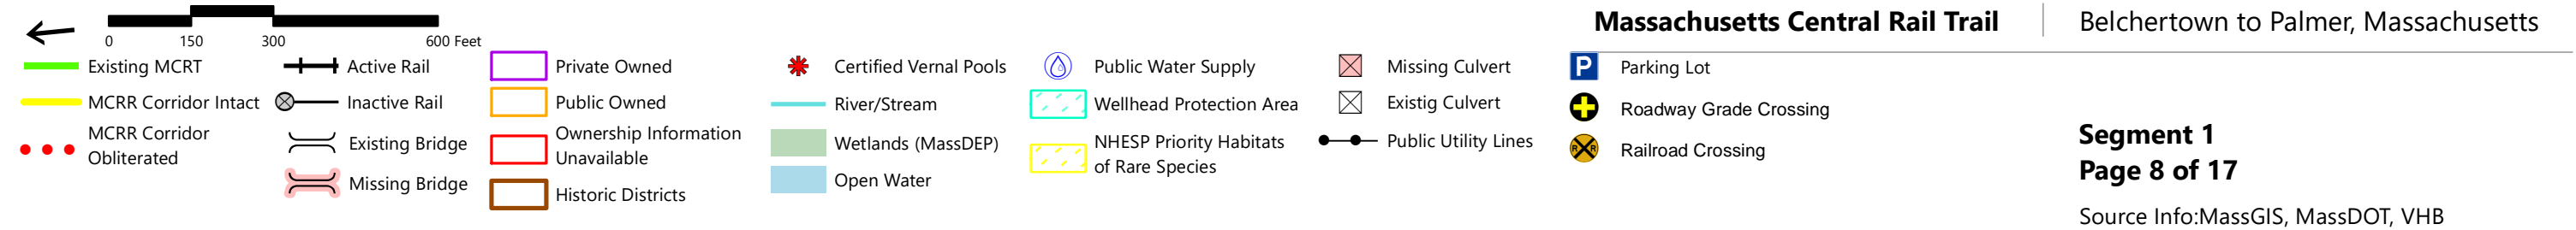 Massachusetts Central Rail Trail
Belchertown to Palmer, Massachusetts
0 150 300 600 Feet
Existing MCRT
MCRR Corridor Intact
MCRR Corridor
Obliterated
Active Rail
Inactive Rail
Existing Bridge
Missing Bridge
Private Owned
Public Owned
Ownership Information
Unavailable
Historic Districts
Certified Vernal Pools
River/Stream
Wetlands (MassDEP)
Open Water
Public Water Supply
Wellhead Protection Area
NHESP Priority Habitats
of Rare Species
Missing Culvert
Existig Culvert
Public Utility Lines
P
Parking Lot
Roadway Grade Crossing
R R
Railroad Crossing
Segment 1
Page 8 of 17
Source Info:MassGIS, MassDOT, VHB